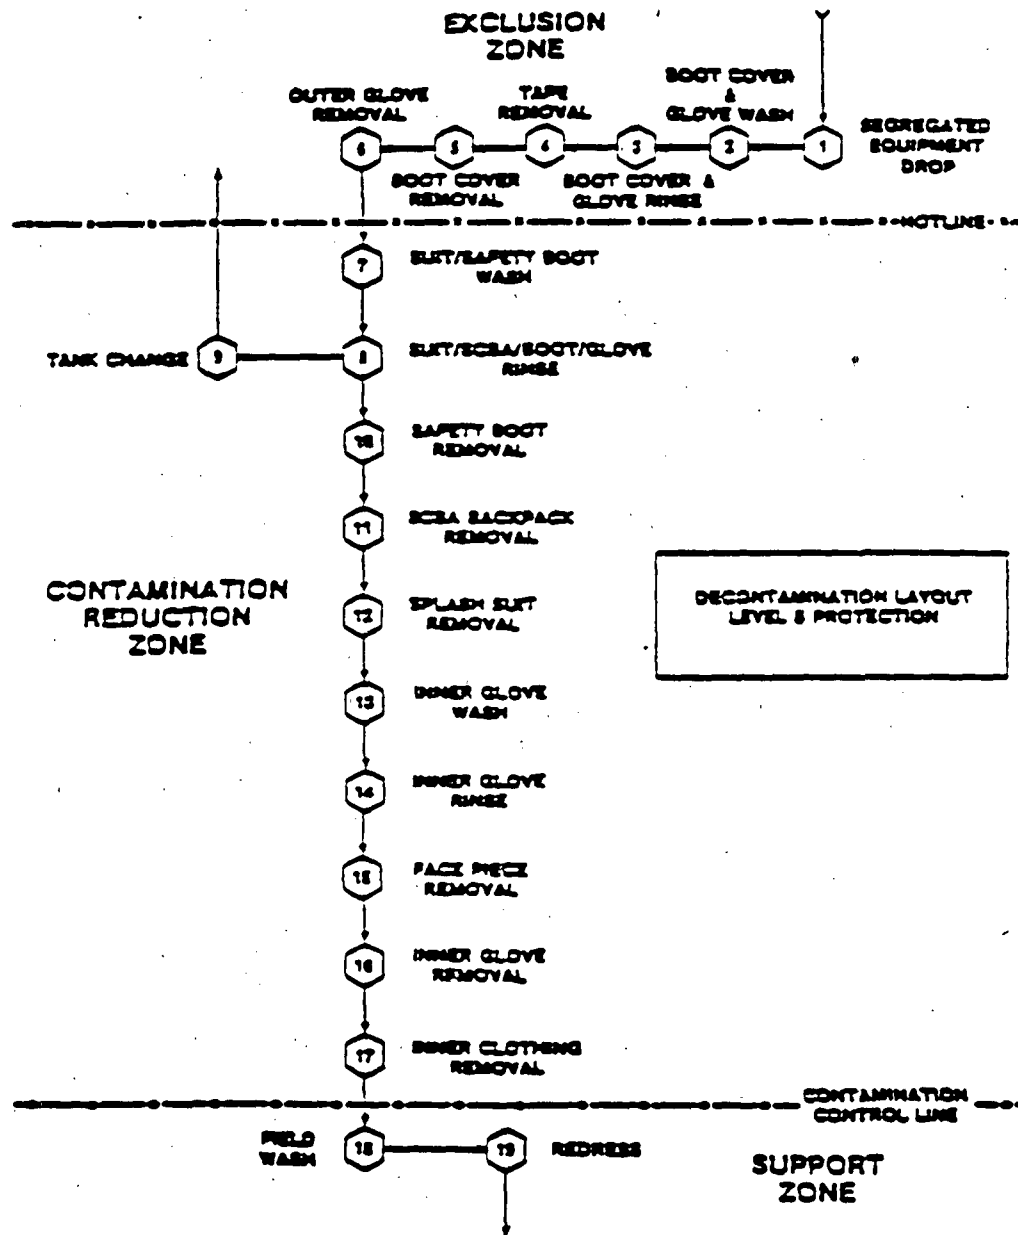 EXCLUSION
ZONE
OUTER GLOVE
REMOVAL
TAPE
REMOVAL
BOOT COVER
&
GLOVE WASH
6
5
4
3
2
1
SEGREGATED
EQUIPMENT
DROP
BOOT COVER
REMOVAL
BOOT COVER &
GLOVE RINSE
HOTLINE
7
SUIT/SAFETY BOOT
WASH
TANK CHANGE
9
8
SUIT/SCBA/BOOT/GLOVE
RINSE
10
SAFETY BOOT
REMOVAL
11
SCBA BACKPACK
REMOVAL
CONTAMINATION
REDUCTION
ZONE
12
SPLASH SUIT
REMOVAL
DECONTAMINATION LAYOUT
LEVEL B PROTECTION
13
INNER GLOVE
WASH
14
INNER GLOVE
RINSE
15
FACE PIECE
REMOVAL
16
INNER GLOVE
REMOVAL
17
INNER CLOTHING
REMOVAL
CONTAMINATION
CONTROL LINE
FIELD
WASH
18
19
REDRESS
SUPPORT
ZONE